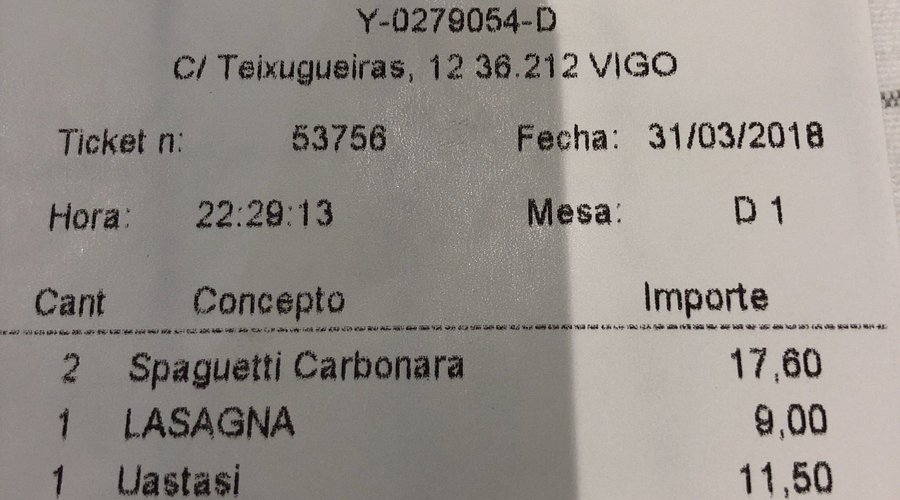 Y-0279054-D
C/ Teixugueiras, 12 36.212 VIGO
Ticket n: 53756 Fecha: 31/03/2018
Hora: 22:29:13 Mesa: D 1
Cant Concepto Importe
2 Spaguetti Carbonara 17,60
1 LASAGNA 9,00
1 Uastasi 11,50